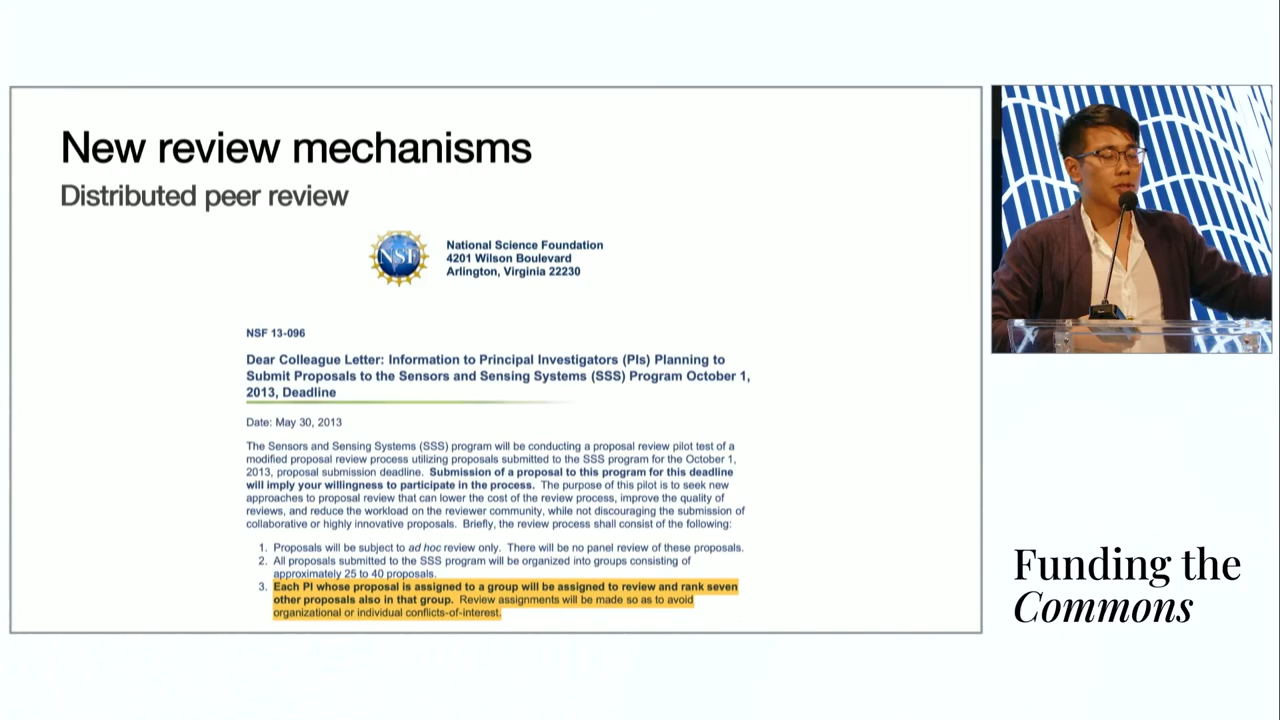 New review mechanisms
Distributed peer review
NSF
National Science Foundation
4201 Wilson Boulevard
Arlington, Virginia 22230
NSF 13-096
Dear Colleague Letter: Information to Principal Investigators (PIs) Planning to
Submit Proposals to the Sensors and Sensing Systems (SSS) Program October 1,
2013, Deadline
Date: May 30, 2013
The Sensors and Sensing Systems (SSS) program will be conducting a proposal review pilot test of a
modified proposal review process utilizing proposals submitted to the SSS program for the October 1,
2013, proposal submission deadline. Submission of a proposal to this program for this deadline
will imply your willingness to participate in the process. The purpose of this pilot is to seek new
approaches to proposal review that can lower the cost of the review process, improve the quality of
reviews, and reduce the workload on the reviewer community, while not discouraging the submission of
collaborative or highly innovative proposals. Briefly, the review process shall consist of the following:
1. Proposals will be subject to ad hoc review only. There will be no panel review of these proposals.
2. All proposals submitted to the SSS program will be organized into groups consisting of
approximately 25 to 40 proposals.
3. Each PI whose proposal is assigned to a group will be assigned to review and rank seven
other proposals also in that group. Review assignments will be made so as to avoid
organizational or individual conflicts-of-interest.
Funding the
Commons